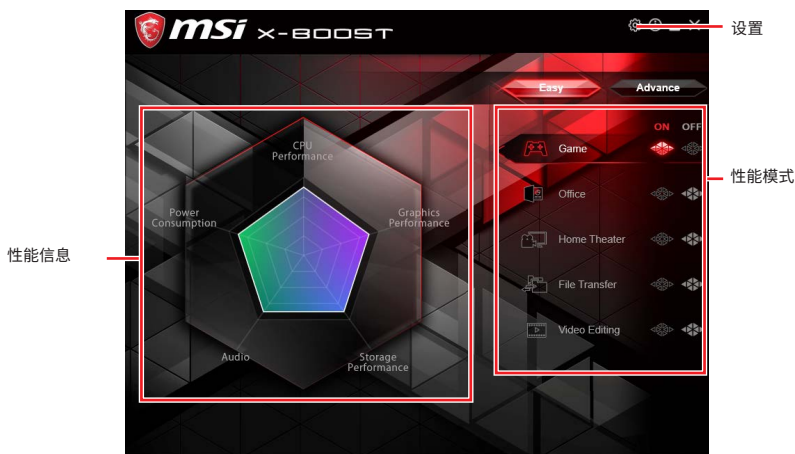 msi X-BOOST
设置
Easy
Advance
性能信息
CPU
Performance
Power
Consumption
Graphics
Performance
Audio
Storage
Performance
ON OFF
Game
Office
Home Theater
File Transfer
Video Editing
性能模式